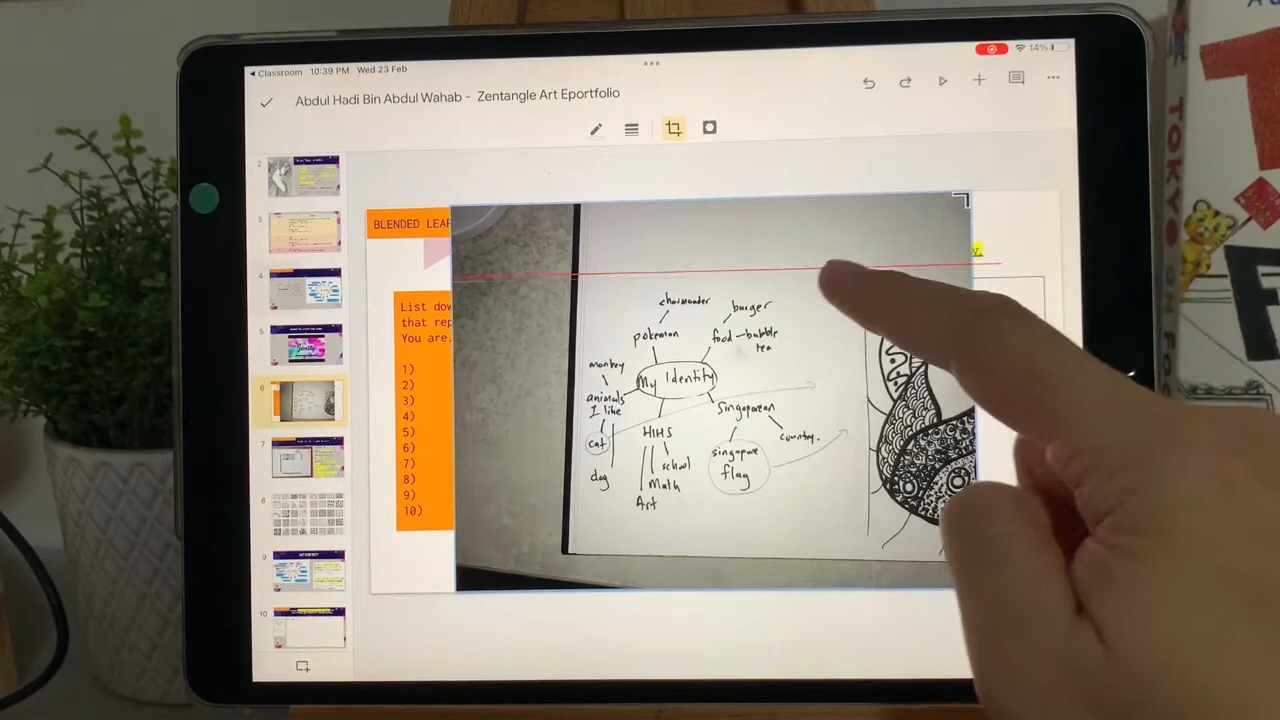 Classroom 10:39 PM Wed 23 Feb
14%
Abdul Hadi Bin Abdul Wahab - Zentangle Art Eportfolio
2
3
4
5
6
7
8
9
10
BLENDED LEAR
List dow
that rep
You are.
1)
2)
3)
4)
5)
6)
7)
8)
9)
10)
charmander
burger
pokemon
food - bubble
tea
monkey
My Identity
animals
I like
Singaporean
cat
HIHS
country.
singapore
flag
school
dog
Math
Art
TOKYO